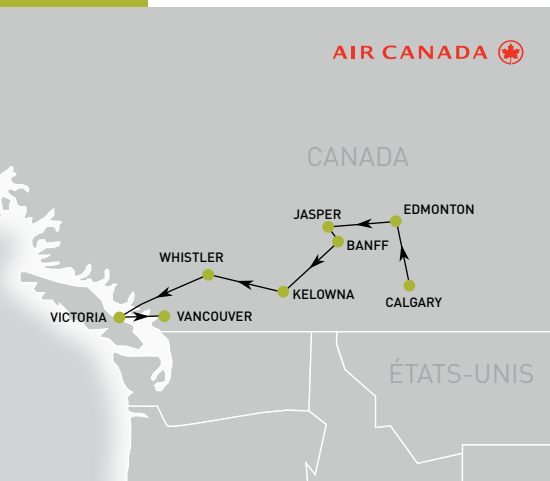 AIR CANADA
CANADA
JASPER
EDMONTON
BANFF
WHISTLER
KELOWNA
CALGARY
VICTORIA
VANCOUVER
ÉTATS-UNIS